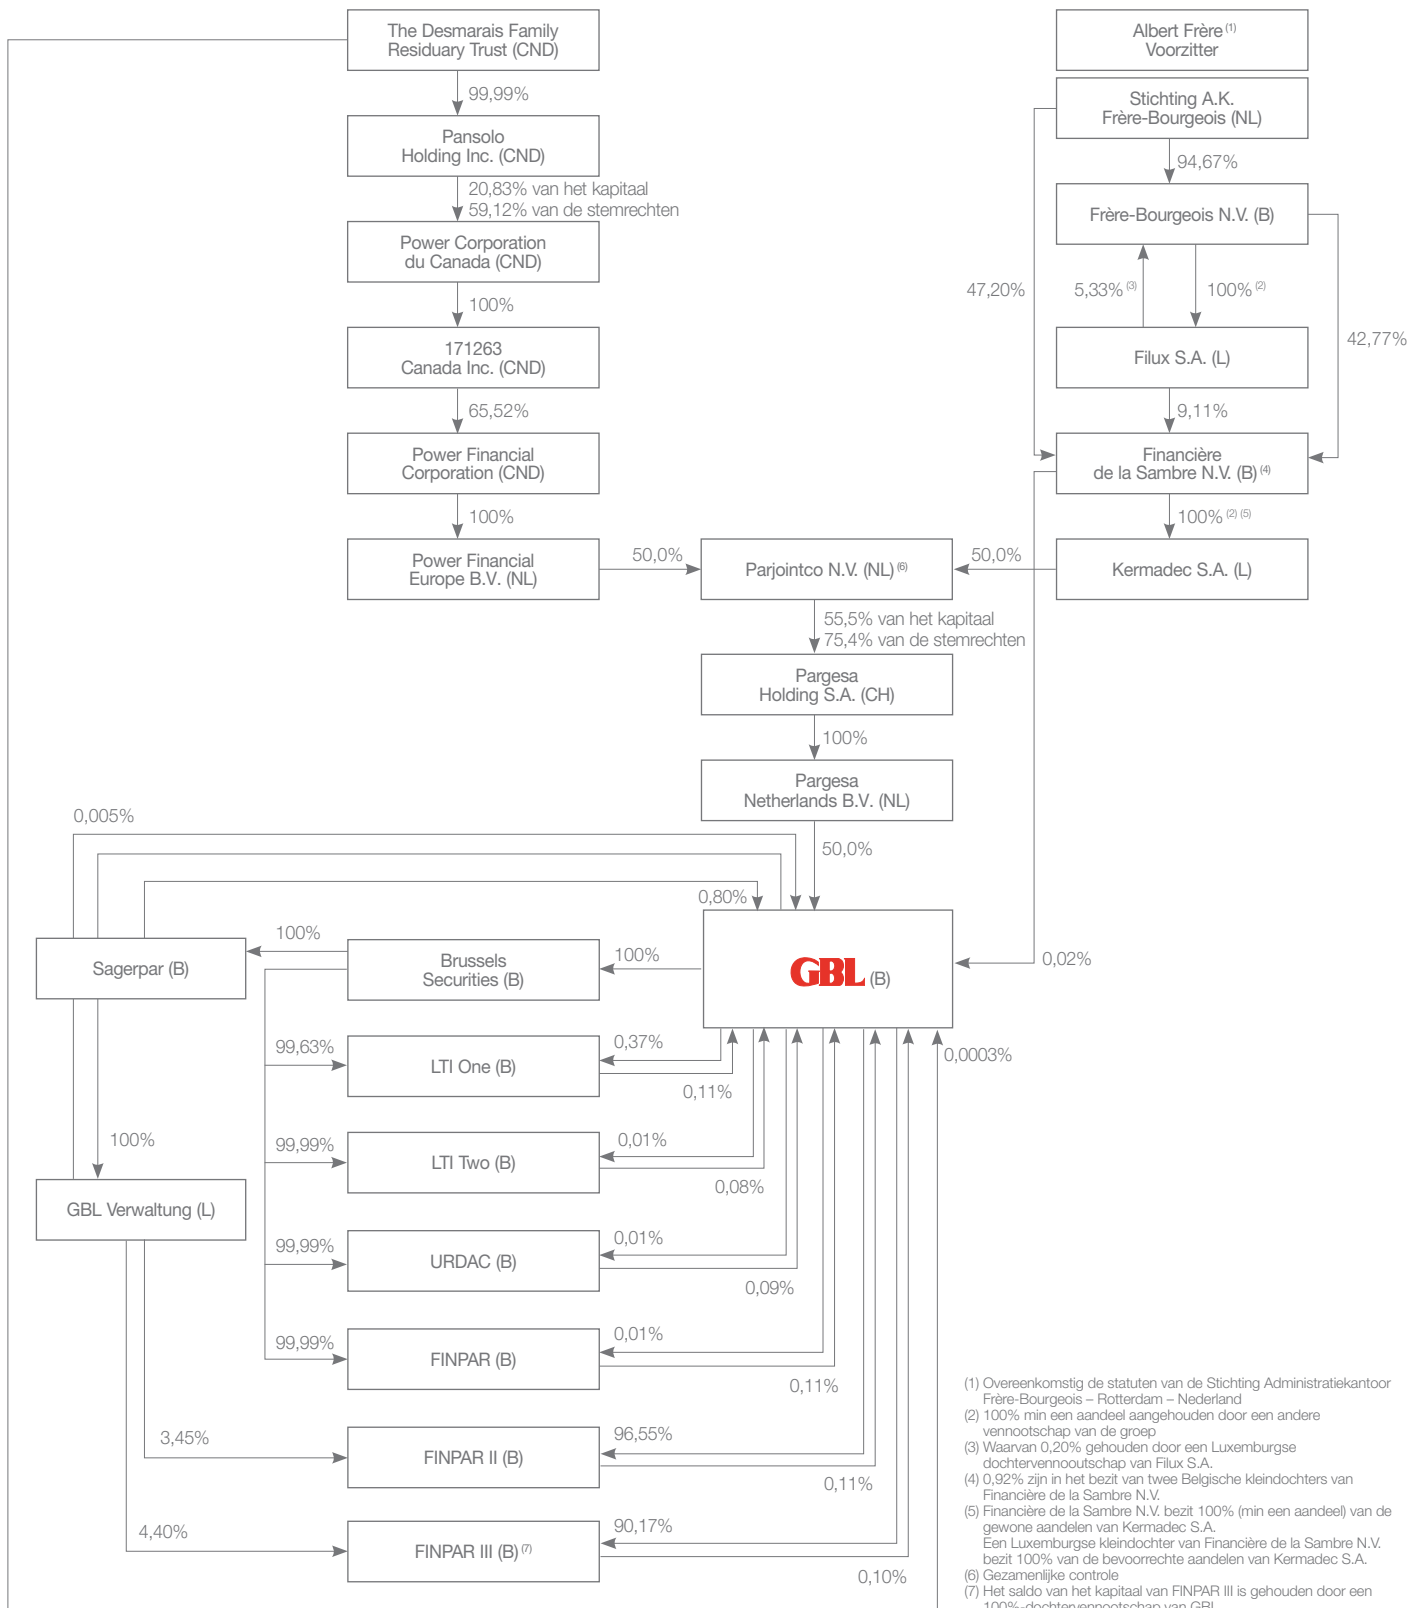 The Desmarais Family
Residuary Trust (CND)
99,99%
Pansolo
Holding Inc. (CND)
20,83% van het kapitaal
59,12% van de stemrechten
Power Corporation
du Canada (CND)
100%
171263
Canada Inc. (CND)
65,52%
Power Financial
Corporation (CND)
100%
Power Financial
Europe B.V. (NL)
50,0%
Albert Frère (1)
Voorzitter
Stichting A.K.
Frère-Bourgeois (NL)
94,67%
Frère-Bourgeois N.V. (B)
47,20%
5,33% (3)
100% (2)
42,77%
Filux S.A. (L)
9,11%
Financière
de la Sambre N.V. (B) (4)
100% (2) (5)
Kermadec S.A. (L)
50,0%
Parjointco N.V. (NL) (6)
55,5% van het kapitaal
75,4% van de stemrechten
Pargesa
Holding S.A. (CH)
100%
Pargesa
Netherlands B.V. (NL)
50,0%
0,005%
0,80%
GBL (B)
0,02%
0,0003%
100%
Brussels
Securities (B)
100%
Sagerpar (B)
100%
GBL Verwaltung (L)
99,63%
LTI One (B)
0,37%
0,11%
99,99%
LTI Two (B)
0,01%
0,08%
99,99%
URDAC (B)
0,01%
0,09%
99,99%
FINPAR (B)
0,01%
0,11%
3,45%
FINPAR II (B)
96,55%
0,11%
4,40%
FINPAR III (B) (7)
90,17%
0,10%
(1) Overeenkomstig de statuten van de Stichting Administratiekantoor
Frère-Bourgeois – Rotterdam – Nederland
(2) 100% min een aandeel aangehouden door een andere
vennootschap van de groep
(3) Waarvan 0,20% gehouden door een Luxemburgse
dochtervennooutschap van Filux S.A.
(4) 0,92% zijn in het bezit van twee Belgische kleindochters van
Financière de la Sambre N.V.
(5) Financière de la Sambre N.V. bezit 100% (min een aandeel) van de
gewone aandelen van Kermadec S.A.
Een Luxemburgse kleindochter van Financière de la Sambre N.V.
bezit 100% van de bevoorrechte aandelen van Kermadec S.A.
(6) Gezamenlijke controle
(7) Het saldo van het kapitaal van FINPAR III is gehouden door een
100%-dochtervennootschap van GBL